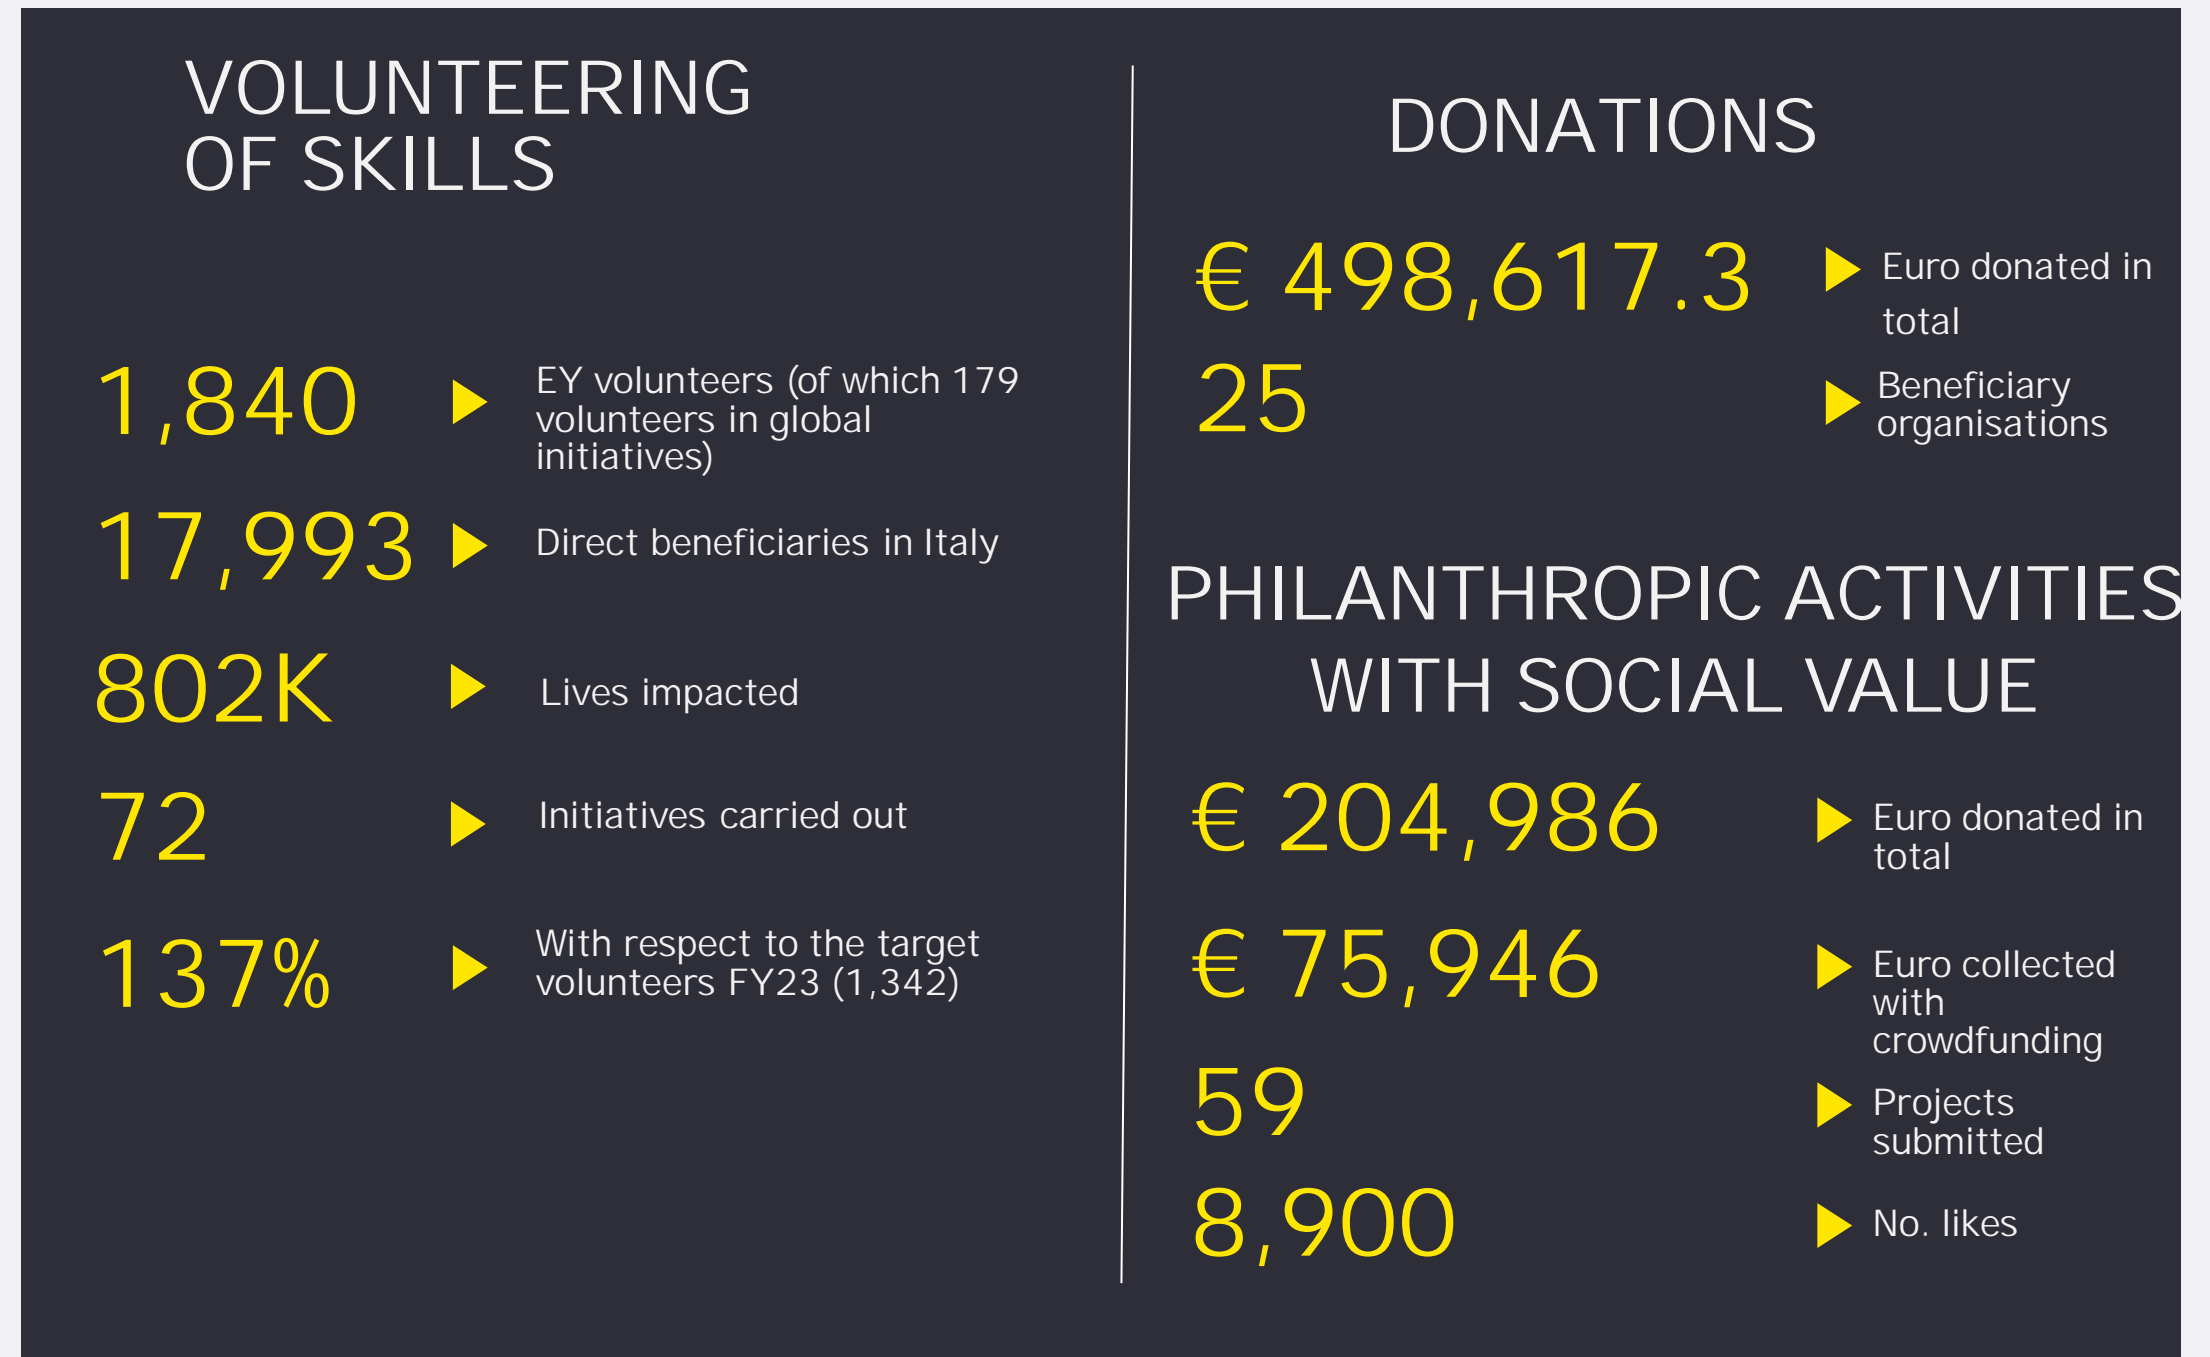 VOLUNTEERING
OF SKILLS
1,840
EY volunteers (of which 179
volunteers in global
initiatives)
17,993
Direct beneficiaries in Italy
802K
Lives impacted
72
Initiatives carried out
137%
With respect to the target
volunteers FY23 (1,342)
DONATIONS
€ 498,617.3
Euro donated in
total
25
Beneficiary
organisations
PHILANTHROPIC ACTIVITIES
WITH SOCIAL VALUE
€ 204,986
Euro donated in
total
€ 75,946
Euro collected
with
crowdfunding
59
Projects
submitted
8,900
No. likes